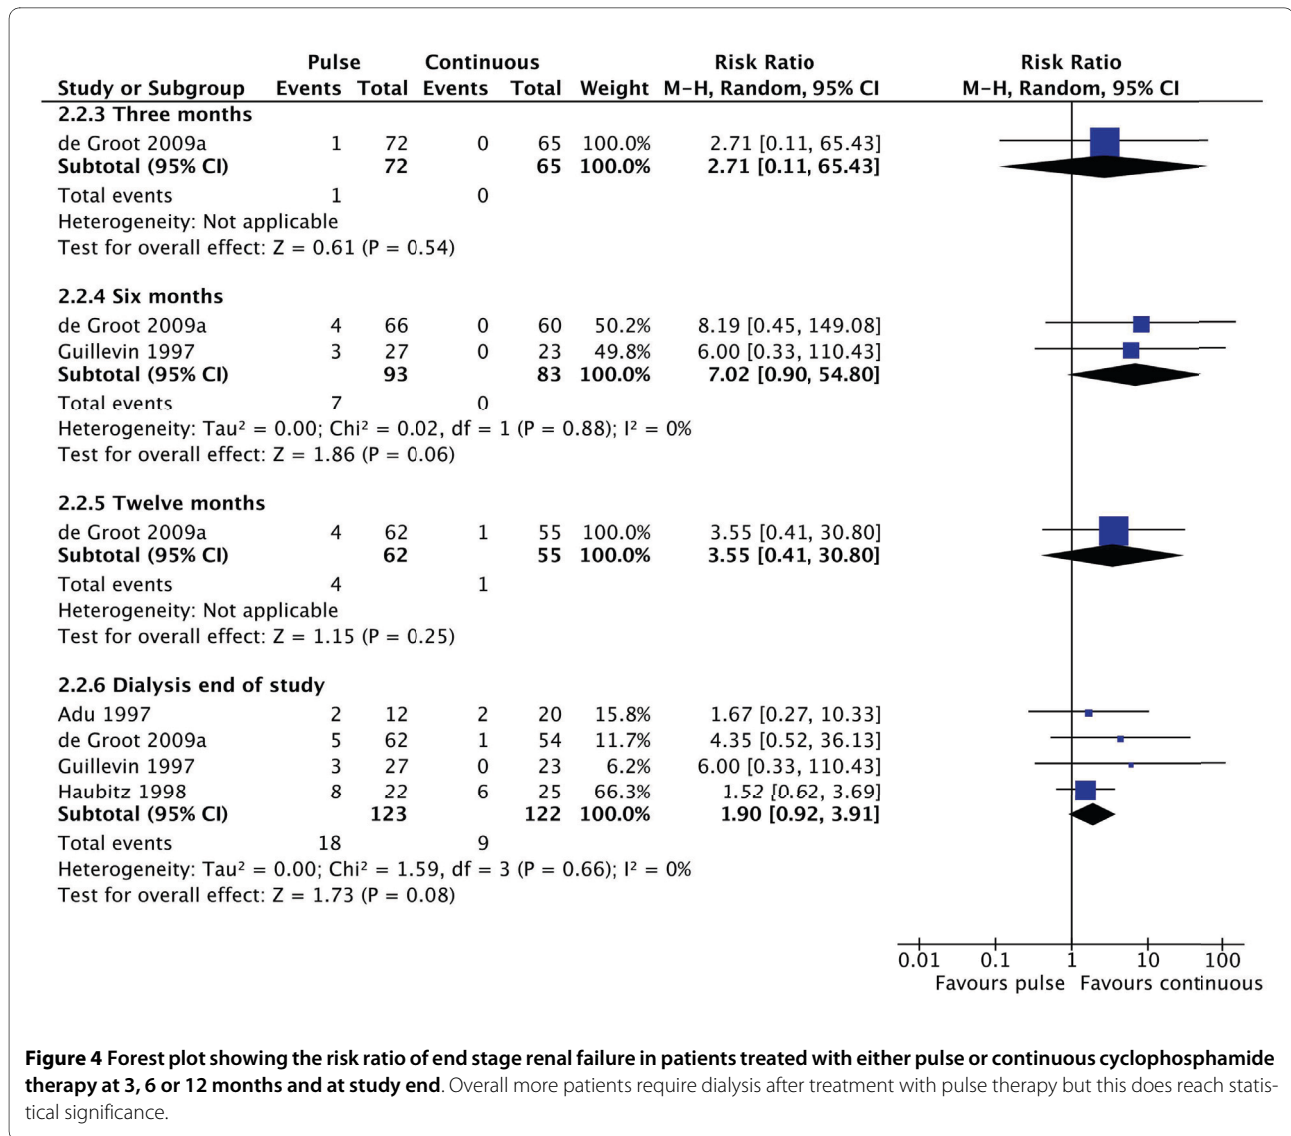 Pulse Continuous Risk Ratio Risk Ratio
Study or Subgroup Events Total Events Total Weight M-H, Random, 95% CI M-H, Random, 95% CI
2.2.3 Three months
de Groot 2009a 1 72 0 65 100.0% 2.71 [0.11, 65.43]
Subtotal (95% CI) 72 65 100.0% 2.71 [0.11, 65.43]
Total events 1 0
Heterogeneity: Not applicable
Test for overall effect: Z = 0.61 (P = 0.54)
2.2.4 Six months
de Groot 2009a 4 66 0 60 50.2% 8.19 [0.45, 149.08]
Guillevin 1997 3 27 0 23 49.8% 6.00 [0.33, 110.43]
Subtotal (95% CI) 93 83 100.0% 7.02 [0.90, 54.80]
Total events 7 0
Heterogeneity: Tau² = 0.00; Chi² = 0.02, df = 1 (P = 0.88); I² = 0%
Test for overall effect: Z = 1.86 (P = 0.06)
2.2.5 Twelve months
de Groot 2009a 4 62 1 55 100.0% 3.55 [0.41, 30.80]
Subtotal (95% CI) 62 55 100.0% 3.55 [0.41, 30.80]
Total events 4 1
Heterogeneity: Not applicable
Test for overall effect: Z = 1.15 (P = 0.25)
2.2.6 Dialysis end of study
Adu 1997 2 12 2 20 15.8% 1.67 [0.27, 10.33]
de Groot 2009a 5 62 1 54 11.7% 4.35 [0.52, 36.13]
Guillevin 1997 3 27 0 23 6.2% 6.00 [0.33, 110.43]
Haubitz 1998 8 22 6 25 66.3% 1.52 [0.62, 3.69]
Subtotal (95% CI) 123 122 100.0% 1.90 [0.92, 3.91]
Total events 18 9
Heterogeneity: Tau² = 0.00; Chi² = 1.59, df = 3 (P = 0.66); I² = 0%
Test for overall effect: Z = 1.73 (P = 0.08)
0.01 0.1 1 10 100
Favours pulse Favours continuous
Figure 4 Forest plot showing the risk ratio of end stage renal failure in patients treated with either pulse or continuous cyclophosphamide
therapy at 3, 6 or 12 months and at study end. Overall more patients require dialysis after treatment with pulse therapy but this does reach statis-
tical significance.